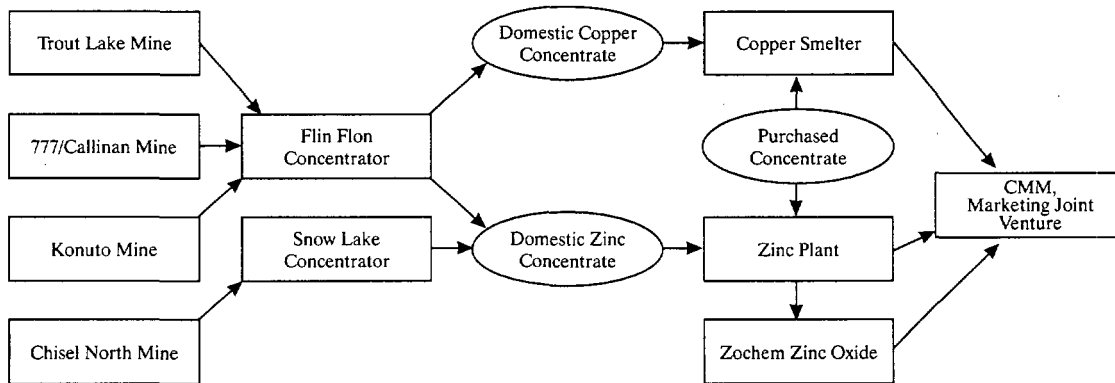 Trout Lake Mine
777/Callinan Mine
Konuto Mine
Chisel North Mine
Flin Flon
Concentrator
Snow Lake
Concentrator
Domestic Copper
Concentrate
Domestic Zinc
Concentrate
Copper Smelter
Purchased
Concentrate
Zinc Plant
Zochem Zinc Oxide
CMM,
Marketing Joint
Venture